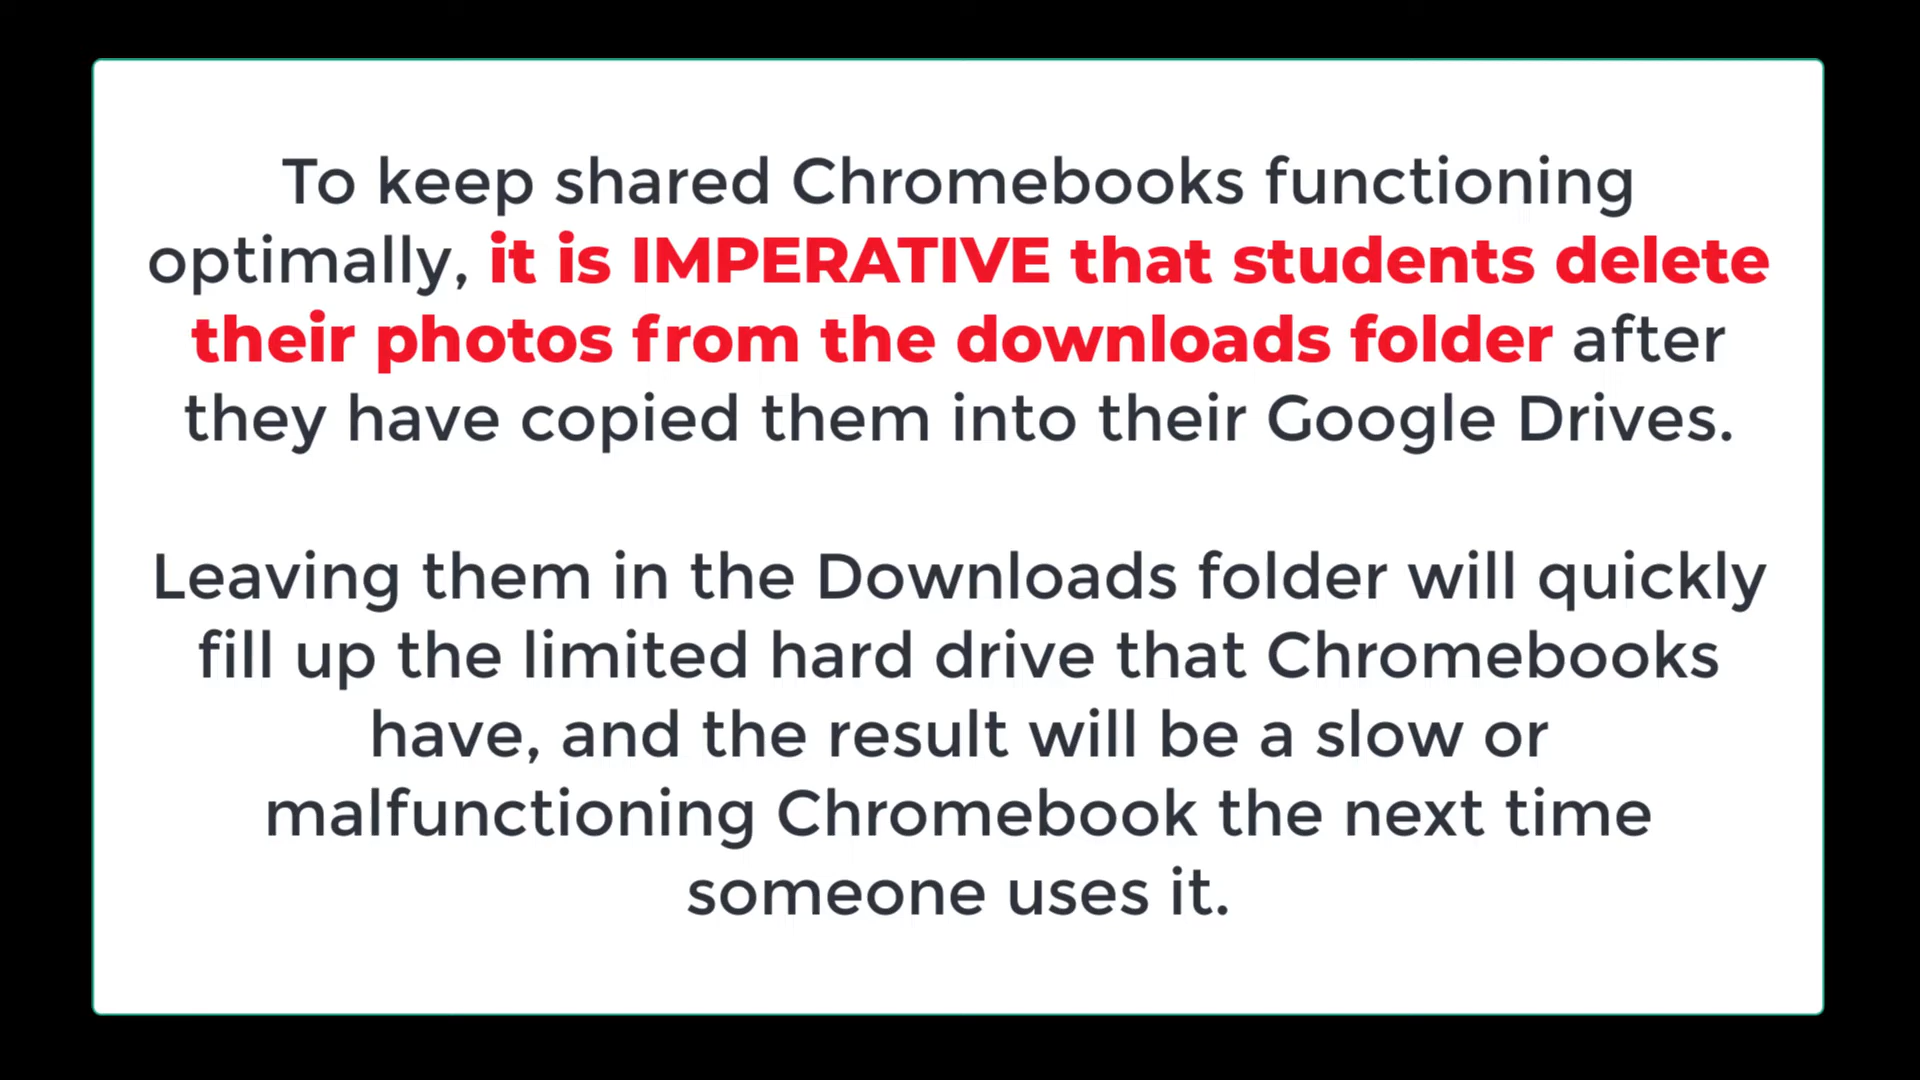 To keep shared Chromebooks functioning
optimally, it is IMPERATIVE that students delete
their photos from the downloads folder after
they have copied them into their Google Drives.
Leaving them in the Downloads folder will quickly
fill up the limited hard drive that Chromebooks
have, and the result will be a slow or
malfunctioning Chromebook the next time
someone uses it.